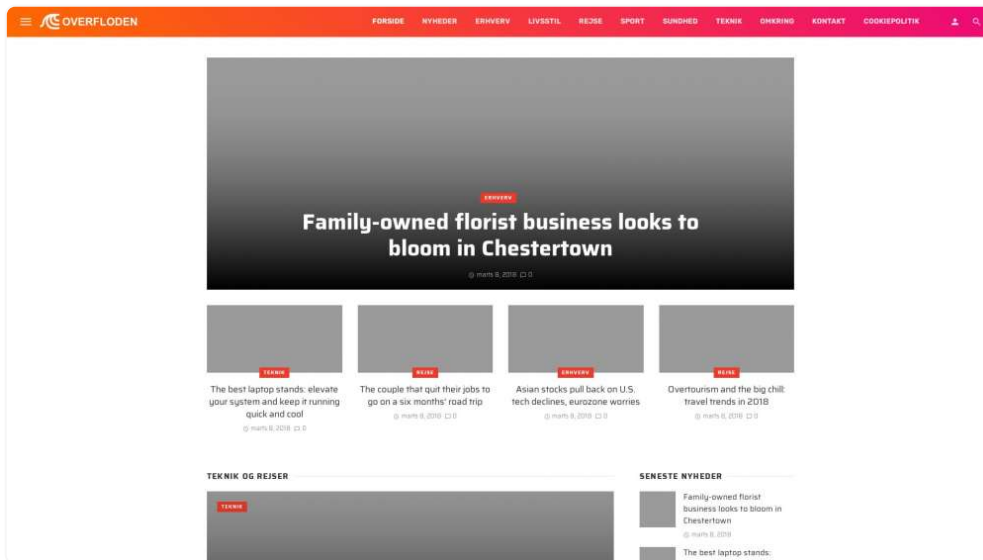 OVERFLODEN
FORSIDE NYHEDER ERHVERV LIVSSTIL REJSE SPORT SUNDHED TEKNIK OMKRING KONTAKT COOKIEPOLITIK
ERHVERV
Family-owned florist business looks to
bloom in Chestertown
marts 8, 2018 0
TEKNIK
The best laptop stands: elevate
your system and keep it running
quick and cool
marts 8, 2018 0
REJSE
The couple that quit their jobs to
go on a six months' road trip
marts 8, 2018 0
ERHVERV
Asian stocks pull back on U.S.
tech declines, eurozone worries
marts 8, 2018 0
REJSE
Overtourism and the big chill:
travel trends in 2018
marts 8, 2018 0
TEKNIK OG REJSER
TEKNIK
SENESTE NYHEDER
Family-owned florist
business looks to bloom in
Chestertown
marts 8, 2018
The best laptop stands: